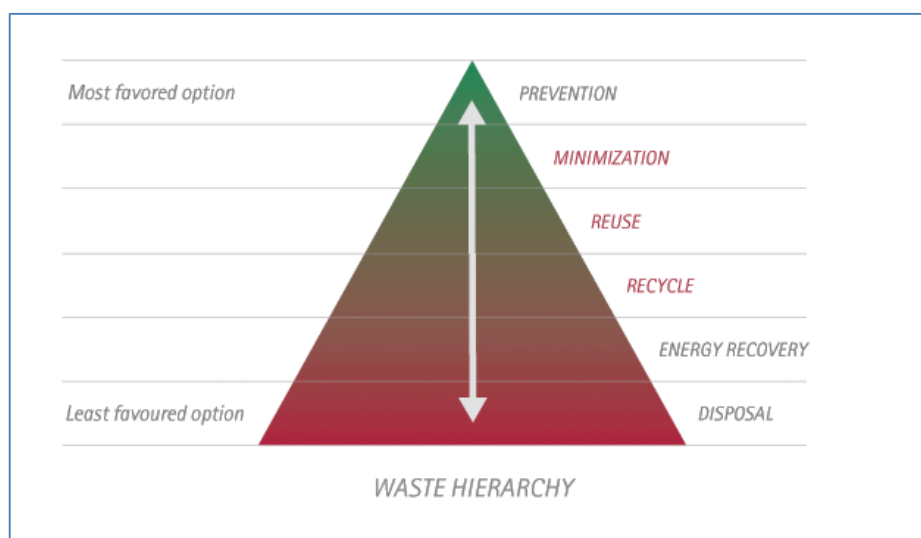 Most favored option
PREVENTION
MINIMIZATION
REUSE
RECYCLE
ENERGY RECOVERY
Least favoured option
DISPOSAL
WASTE HIERARCHY